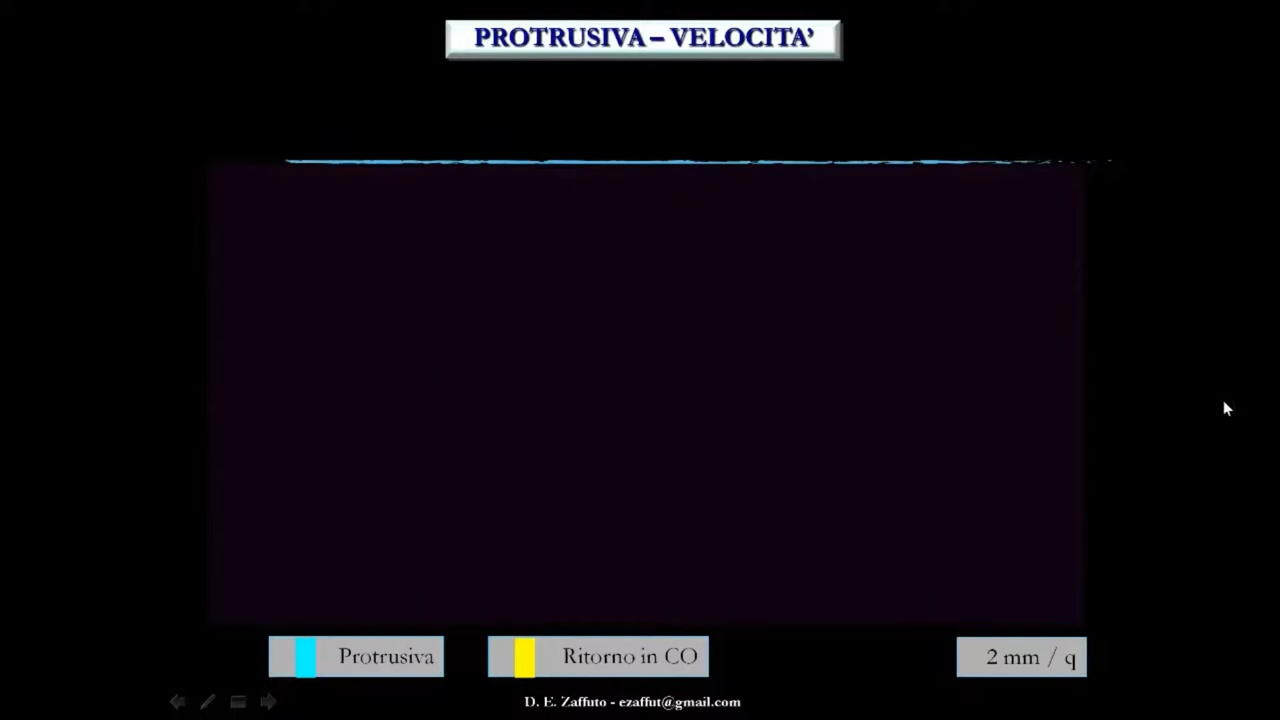 PROTRUSIVA – VELOCITA’
Protrusiva
Ritorno in CO
2 mm / q
D. E. Zaffuto - ezaffut@gmail.com